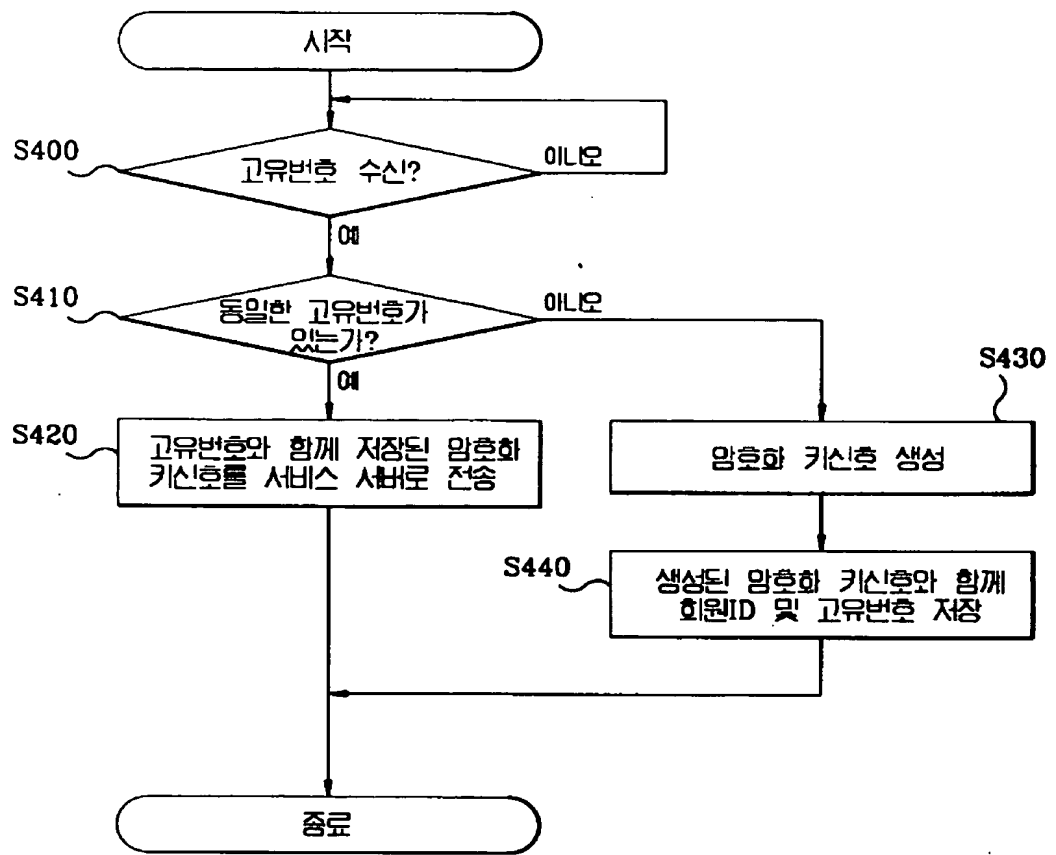 시작
S400
고유번호 수신?
아니오
예
S410
동일한 고유번호가
있는가?
아니오
예
S420
고유번호와 함께 저장된 암호화
키신호를 서비스 서버로 전송
S430
암호화 키신호 생성
S440
생성된 암호화 키신호와 함께
회원ID 및 고유번호 저장
종료